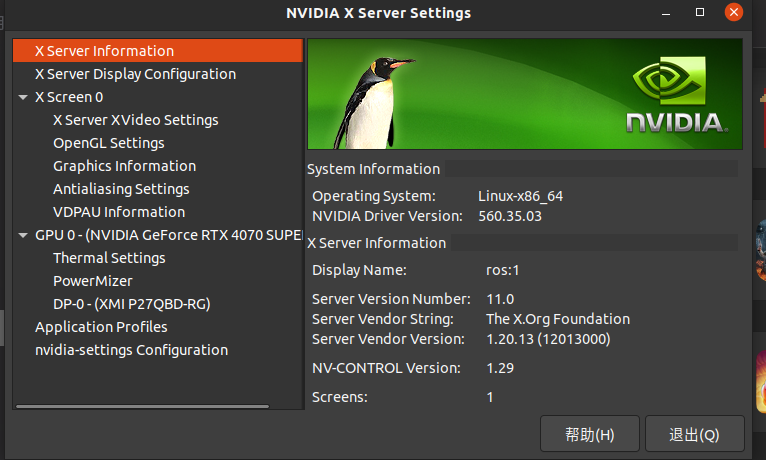 NVIDIA X Server Settings
X Server Information
X Server Display Configuration
X Screen 0
X Server XVideo Settings
OpenGL Settings
Graphics Information
Antialiasing Settings
VDPAU Information
GPU 0 - (NVIDIA GeForce RTX 4070 SUPE
Thermal Settings
PowerMizer
DP-0 - (XMI P27QBD-RG)
Application Profiles
nvidia-settings Configuration
NVIDIA
System Information
Operating System: Linux-x86_64
NVIDIA Driver Version: 560.35.03
X Server Information
Display Name: ros:1
Server Version Number: 11.0
Server Vendor String: The X.Org Foundation
Server Vendor Version: 1.20.13 (12013000)
NV-CONTROL Version: 1.29
Screens: 1
帮助(H) 退出(Q)